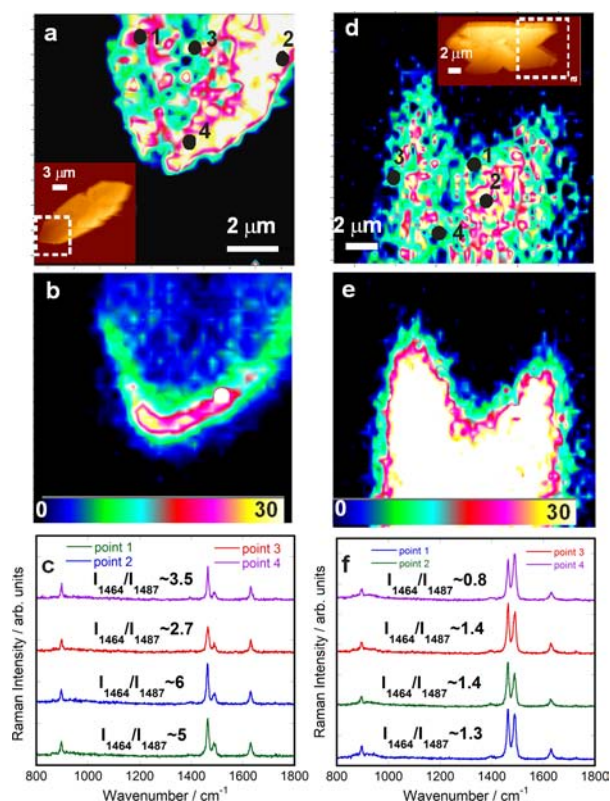 a
1
3
2
4
3 μm
2 μm
d
2 μm
1
3
2
4
2 μm
b
0 30
e
0 30
c
point 1 point 3
point 2 point 4
I1464/I1487~3.5
I1464/I1487~2.7
I1464/I1487~6
I1464/I1487~5
Raman Intensity / arb. units
800 1000 1200 1400 1600 1800
Wavenumber / cm-1
f
point 1 point 3
point 2 point 4
I1464/I1487~0.8
I1464/I1487~1.4
I1464/I1487~1.4
I1464/I1487~1.3
Raman Intensity / arb. units
800 1000 1200 1400 1600 1800
Wavenumber / cm-1